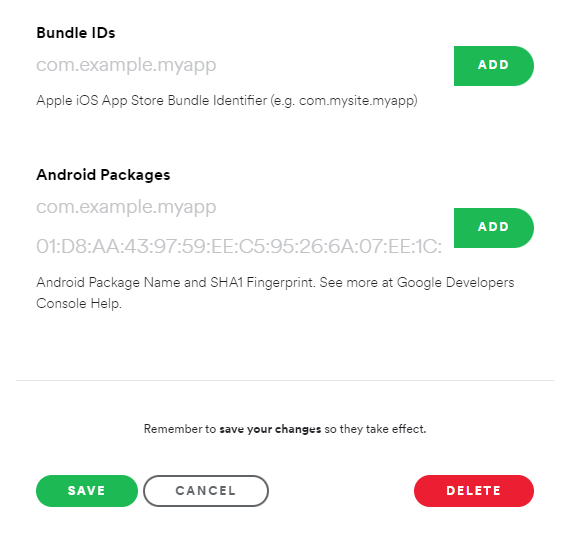 Bundle IDs
com.example.myapp
ADD
Apple iOS App Store Bundle Identifier (e.g. com.mysite.myapp)
Android Packages
com.example.myapp
01:D8:AA:43:97:59:EE:C5:95:26:6A:07:EE:1C:
ADD
Android Package Name and SHA1 Fingerprint. See more at Google Developers
Console Help.
Remember to save your changes so they take effect.
SAVE
CANCEL
DELETE